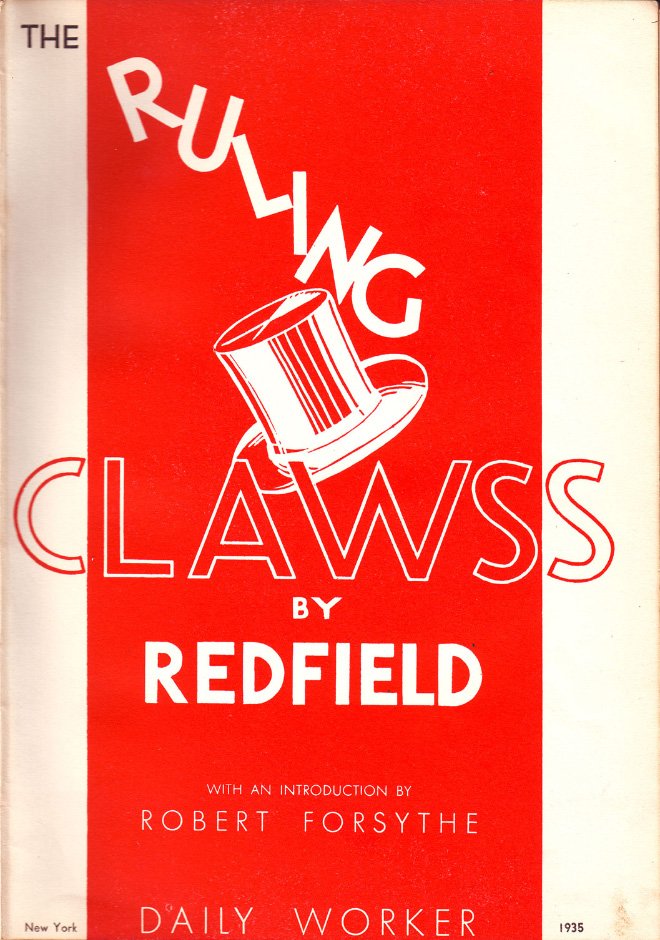 THE
RULING
CLAWSS
BY
REDFIELD
WITH AN INTRODUCTION BY
ROBERT FORSYTHE
New York
DAILY WORKER
1935